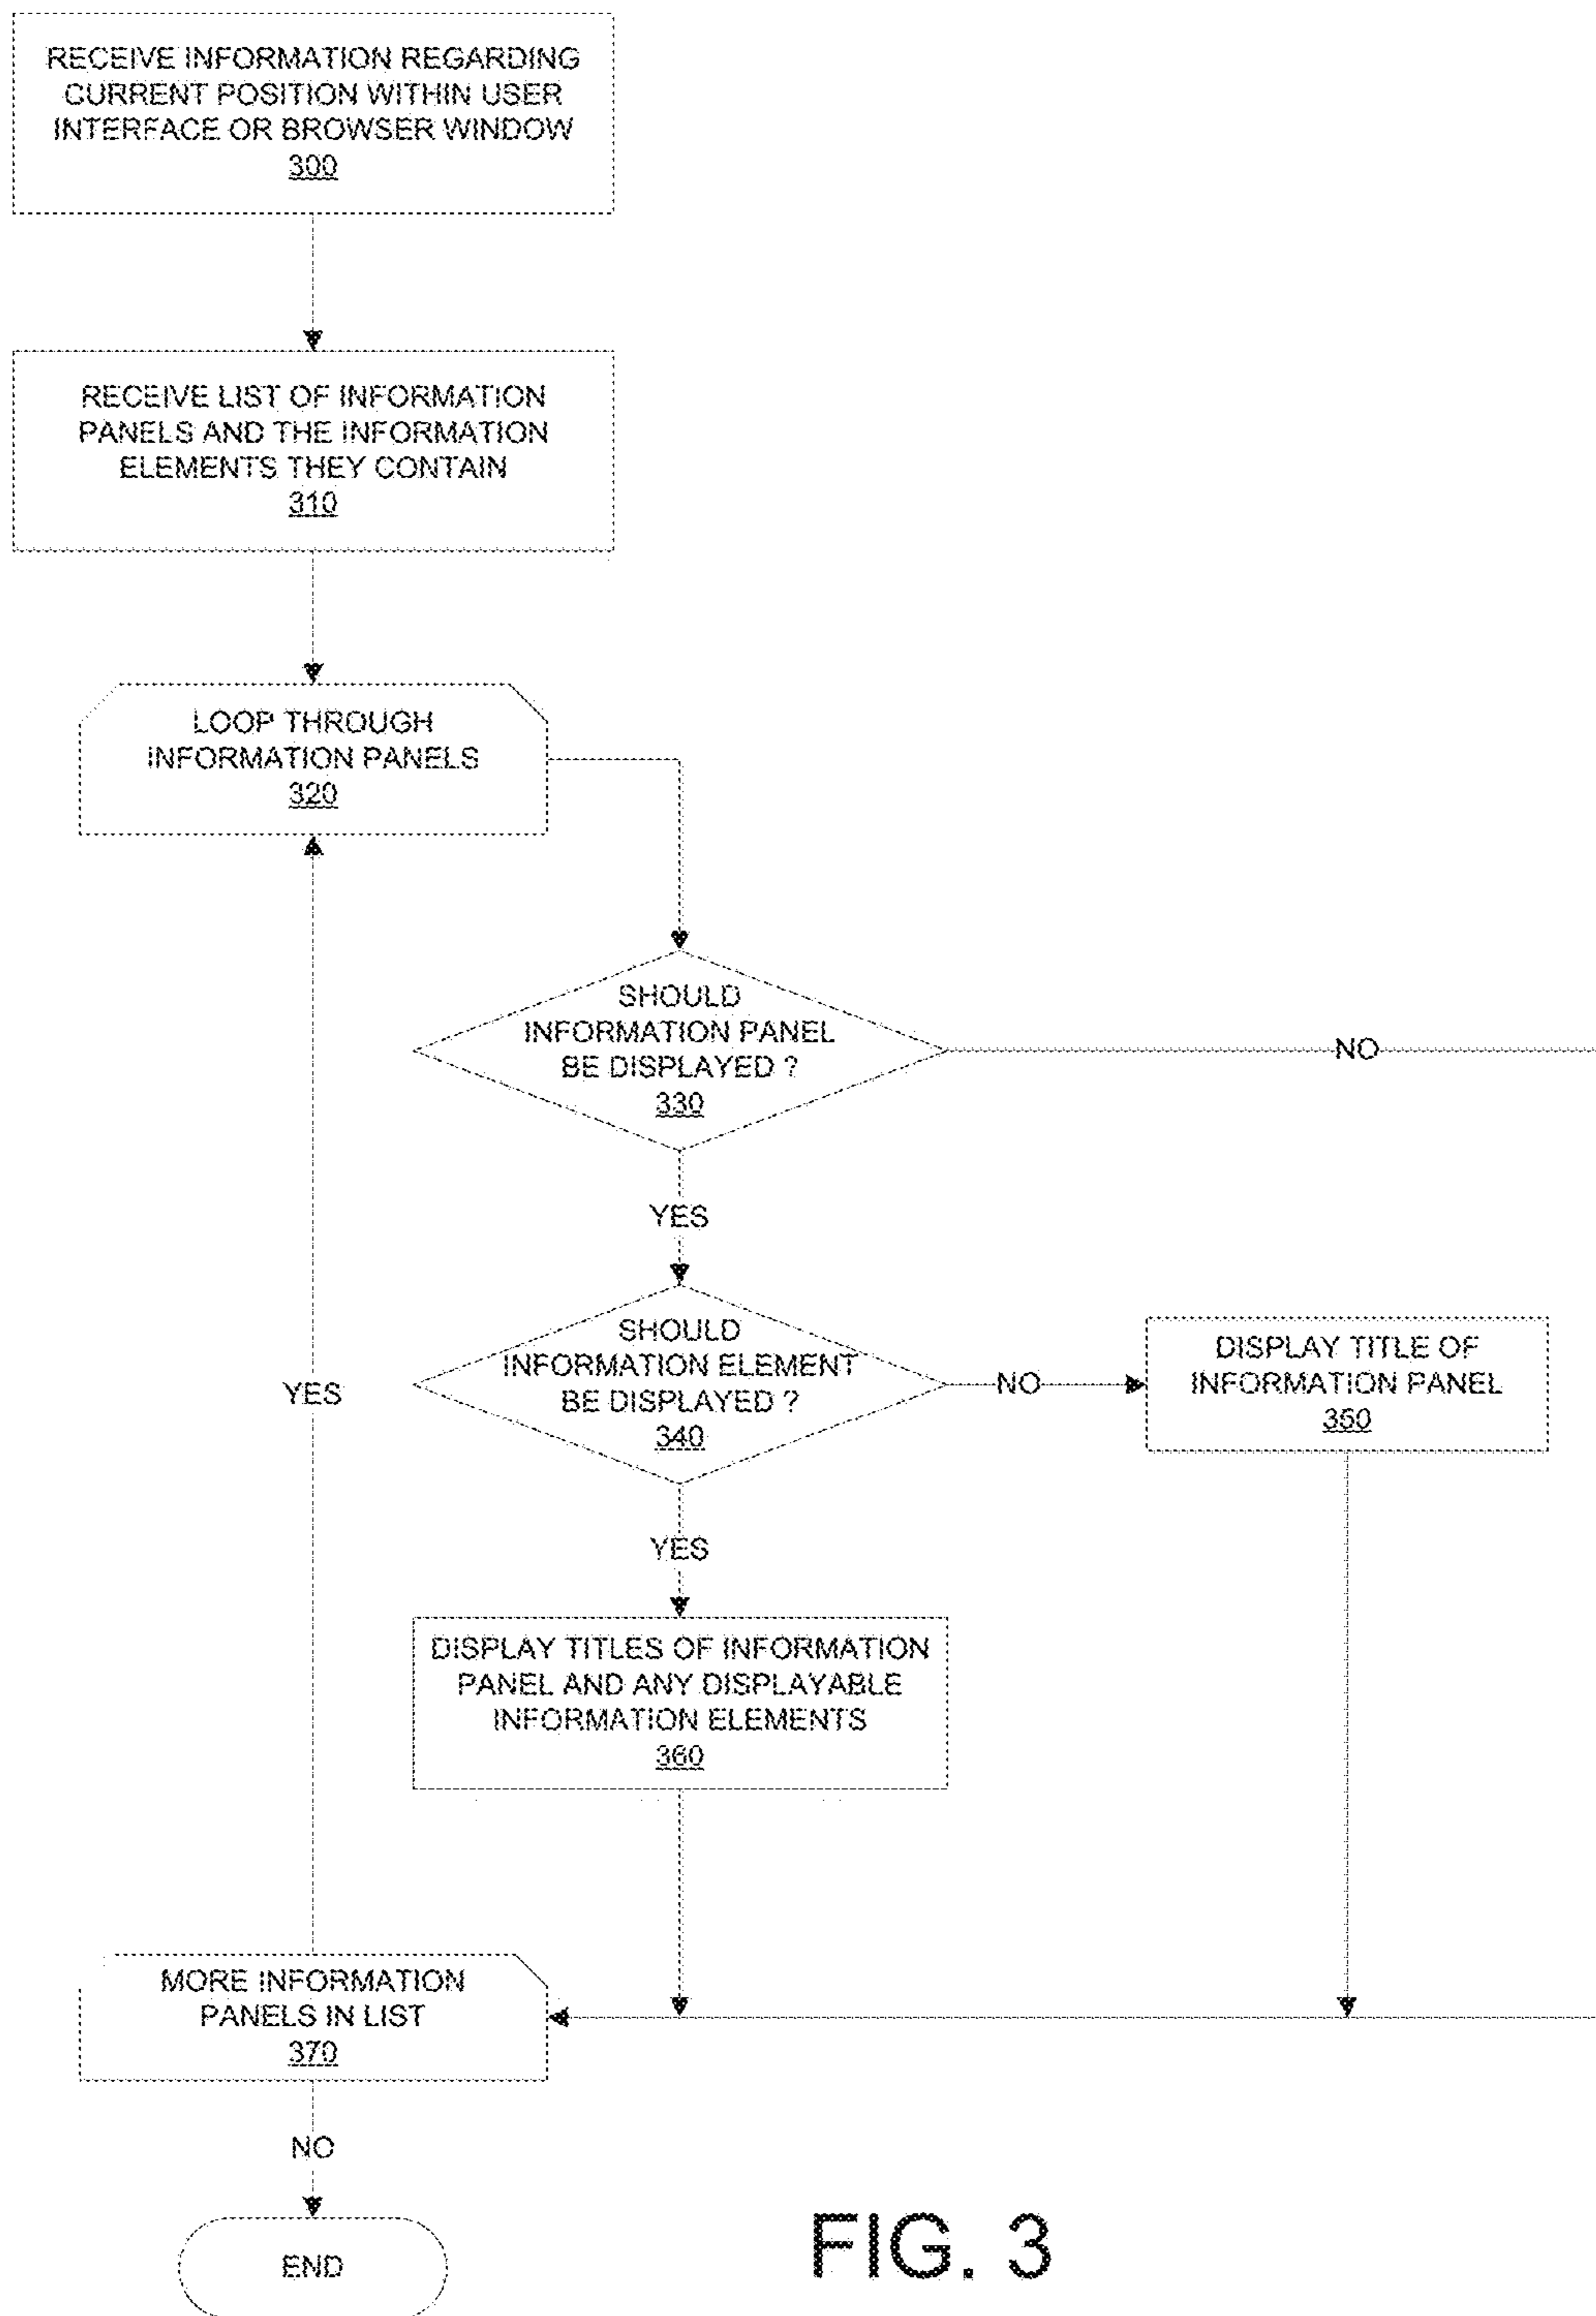 RECEIVE INFORMATION REGARDING
CURRENT POSITION WITHIN USER
INTERFACE OR BROWSER WINDOW
300
RECEIVE LIST OF INFORMATION
PANELS AND THE INFORMATION
ELEMENTS THEY CONTAIN
310
LOOP THROUGH
INFORMATION PANELS
320
SHOULD
INFORMATION PANEL
BE DISPLAYED ?
330
NO
YES
SHOULD
INFORMATION ELEMENT
BE DISPLAYED ?
340
NO
DISPLAY TITLE OF
INFORMATION PANEL
350
YES
YES
DISPLAY TITLES OF INFORMATION
PANEL AND ANY DISPLAYABLE
INFORMATION ELEMENTS
360
MORE INFORMATION
PANELS IN LIST
370
NO
END
FIG. 3